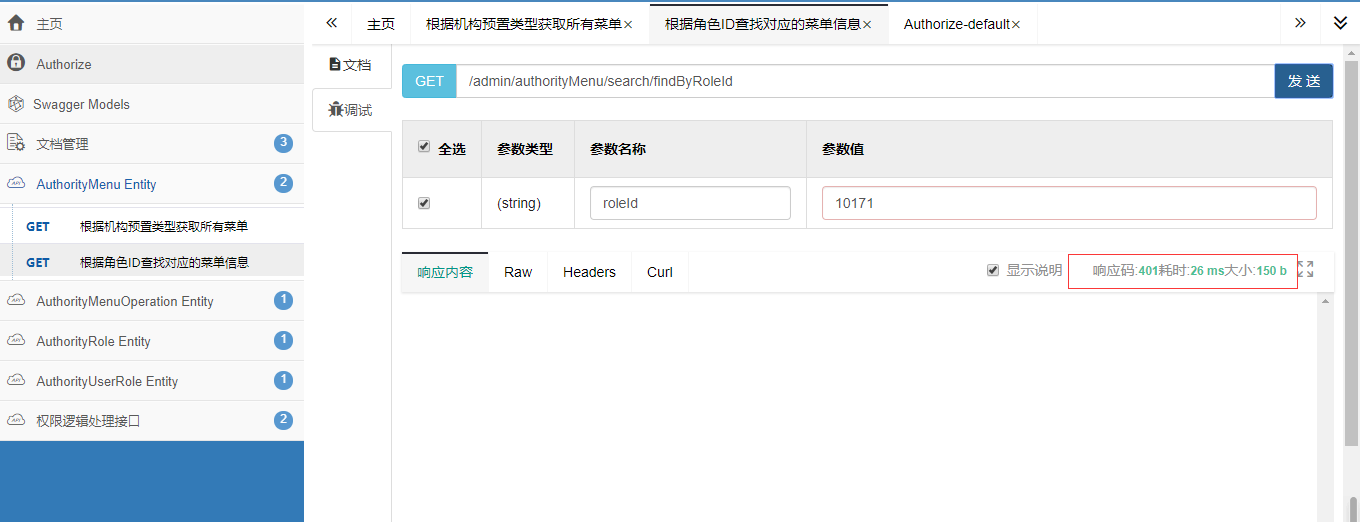 主页
Authorize
Swagger Models
文档管理 3
AuthorityMenu Entity 2
GET 根据机构预置类型获取所有菜单
GET 根据角色ID查找对应的菜单信息
AuthorityMenuOperation Entity 1
AuthorityRole Entity 1
AuthorityUserRole Entity 1
权限逻辑处理接口 2
主页 根据机构预置类型获取所有菜单× 根据角色ID查找对应的菜单信息× Authorize-default×
文档
调试
GET /admin/authorityMenu/search/findByRoleId 发 送
全选 参数类型 参数名称 参数值
(string) roleId 10171
响应内容 Raw Headers Curl 显示说明 响应码:401耗时:26 ms大小:150 b